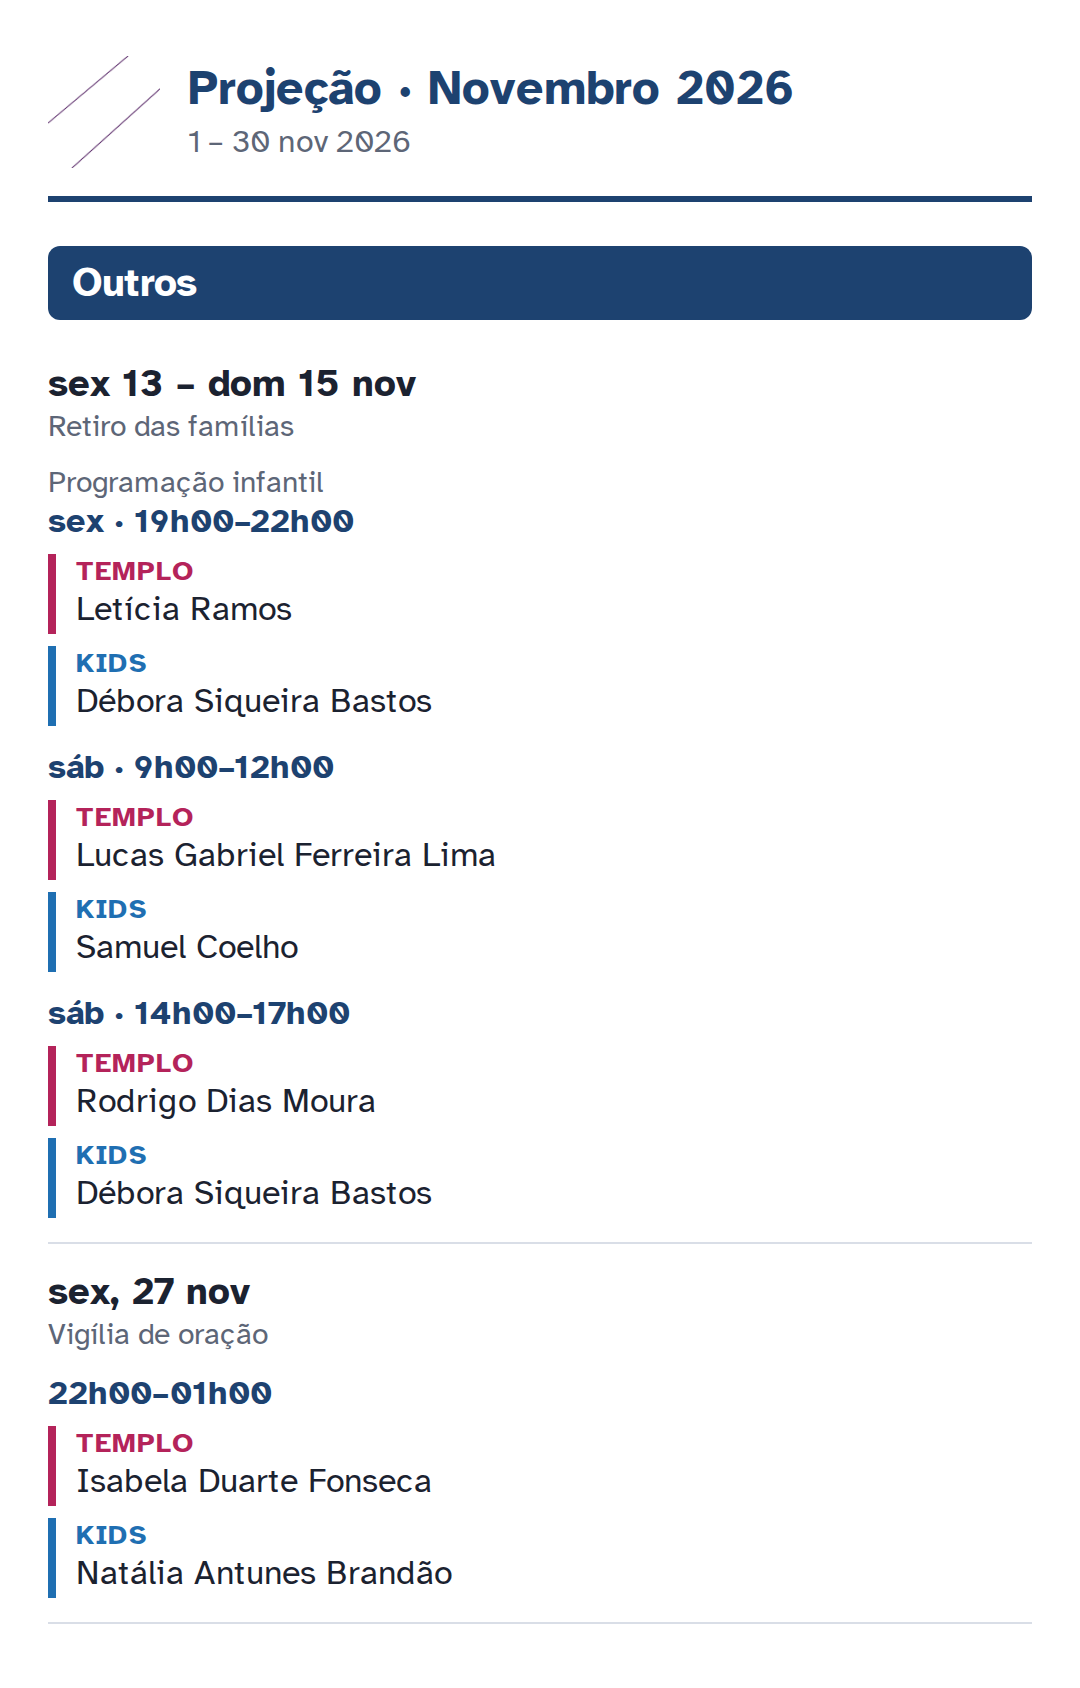 Projeção • Novembro 2026
1 – 30 nov 2026
Outros
sex 13 – dom 15 nov
Retiro das famílias
Programação infantil
sex • 19h00–22h00
TEMPLO
Letícia Ramos
KIDS
Débora Siqueira Bastos
sáb • 9h00–12h00
TEMPLO
Lucas Gabriel Ferreira Lima
KIDS
Samuel Coelho
sáb • 14h00–17h00
TEMPLO
Rodrigo Dias Moura
KIDS
Débora Siqueira Bastos
sex, 27 nov
Vigília de oração
22h00–01h00
TEMPLO
Isabela Duarte Fonseca
KIDS
Natália Antunes Brandão